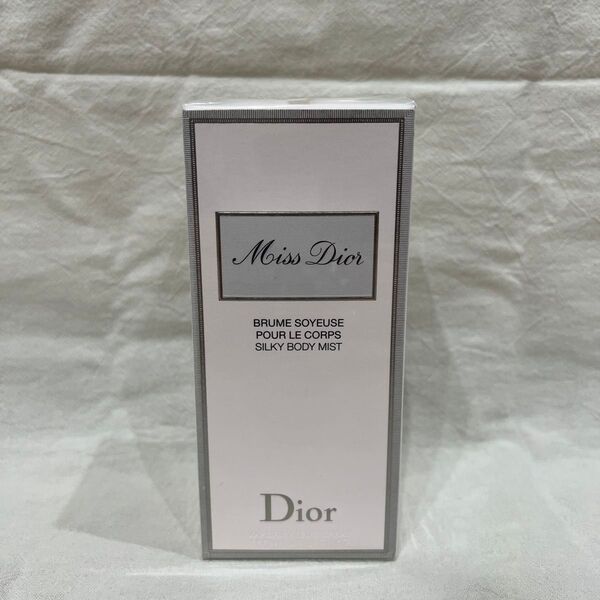 Miss Dior
BRUME SOYEUSE
POUR LE CORPS
SILKY BODY MIST
Dior